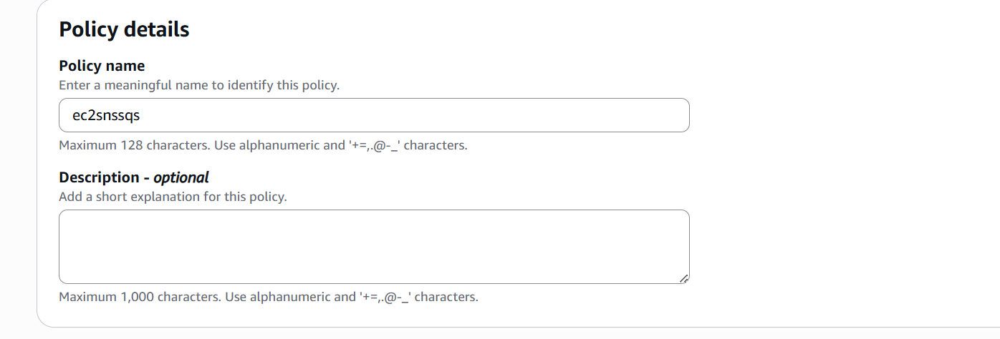 Policy details
Policy name
Enter a meaningful name to identify this policy.
ec2snssqs
Maximum 128 characters. Use alphanumeric and '+=,.@-_' characters.
Description - optional
Add a short explanation for this policy.
Maximum 1,000 characters. Use alphanumeric and '+=,.@-_' characters.